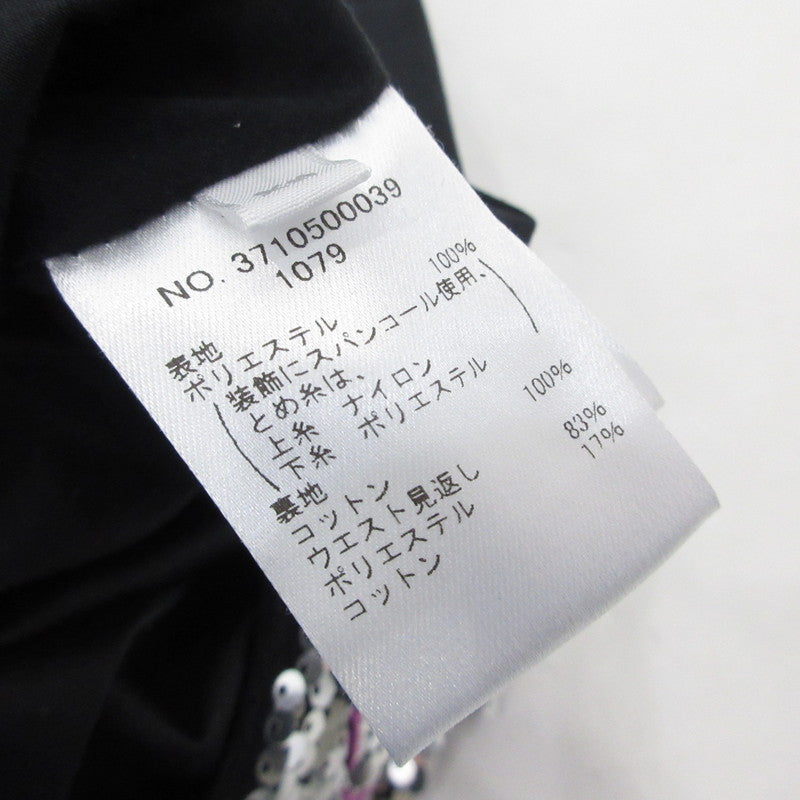 NO. 3710500039
1079
表地
ポリエステル 100%
装飾にスパンコール使用、
とめ糸は、
上糸 ナイロン
下糸 ポリエステル
裏地
コットン 100%
ウエスト見返し
ポリエステル 83%
コットン 17%